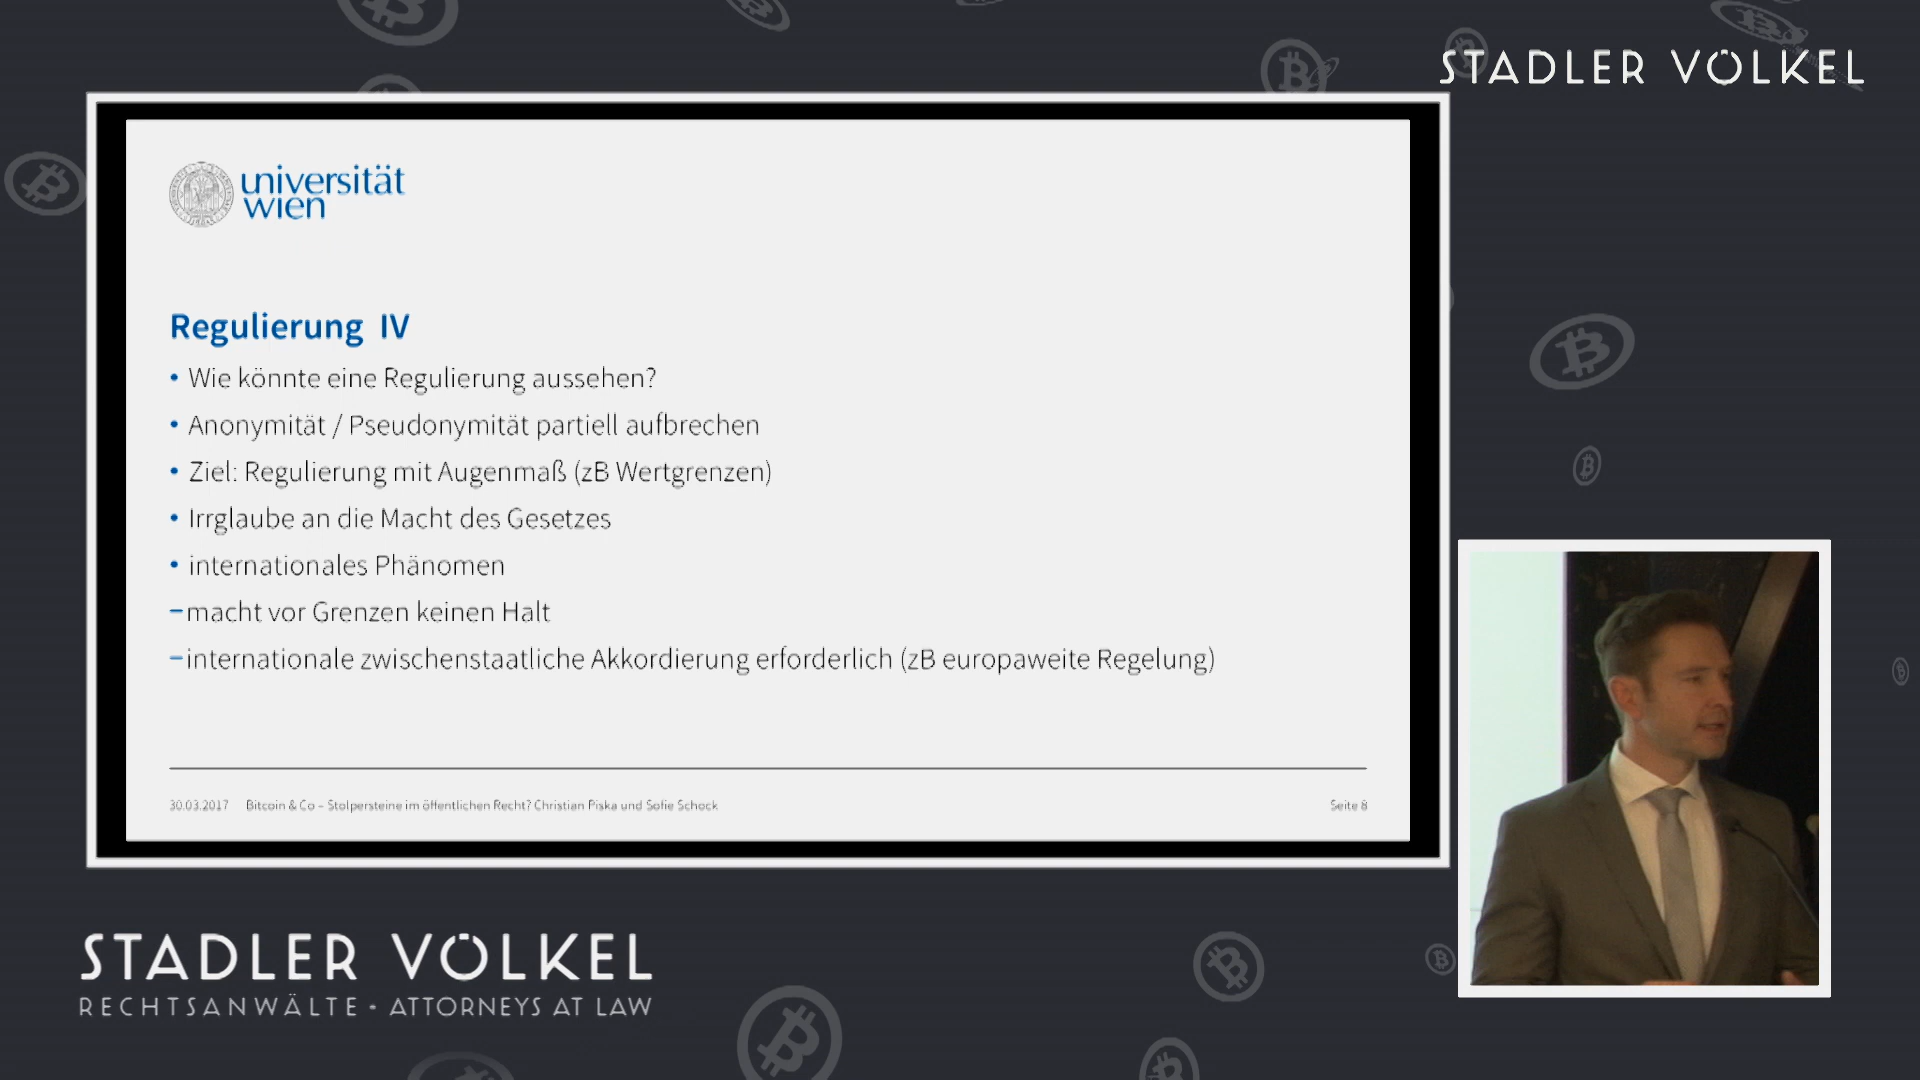 STADLER VÖLKEL
universität
wien
Regulierung IV
• Wie könnte eine Regulierung aussehen?
• Anonymität / Pseudonymität partiell aufbrechen
• Ziel: Regulierung mit Augenmaß (zB Wertgrenzen)
• Irrglaube an die Macht des Gesetzes
• internationales Phänomen
– macht vor Grenzen keinen Halt
– internationale zwischenstaatliche Akkordierung erforderlich (zB europaweite Regelung)
30.03.2017 Bitcoin & Co – Stolpersteine im öffentlichen Recht? Christian Piska und Sofie Schock Seite 8
STADLER VÖLKEL
RECHTSANWÄLTE • ATTORNEYS AT LAW